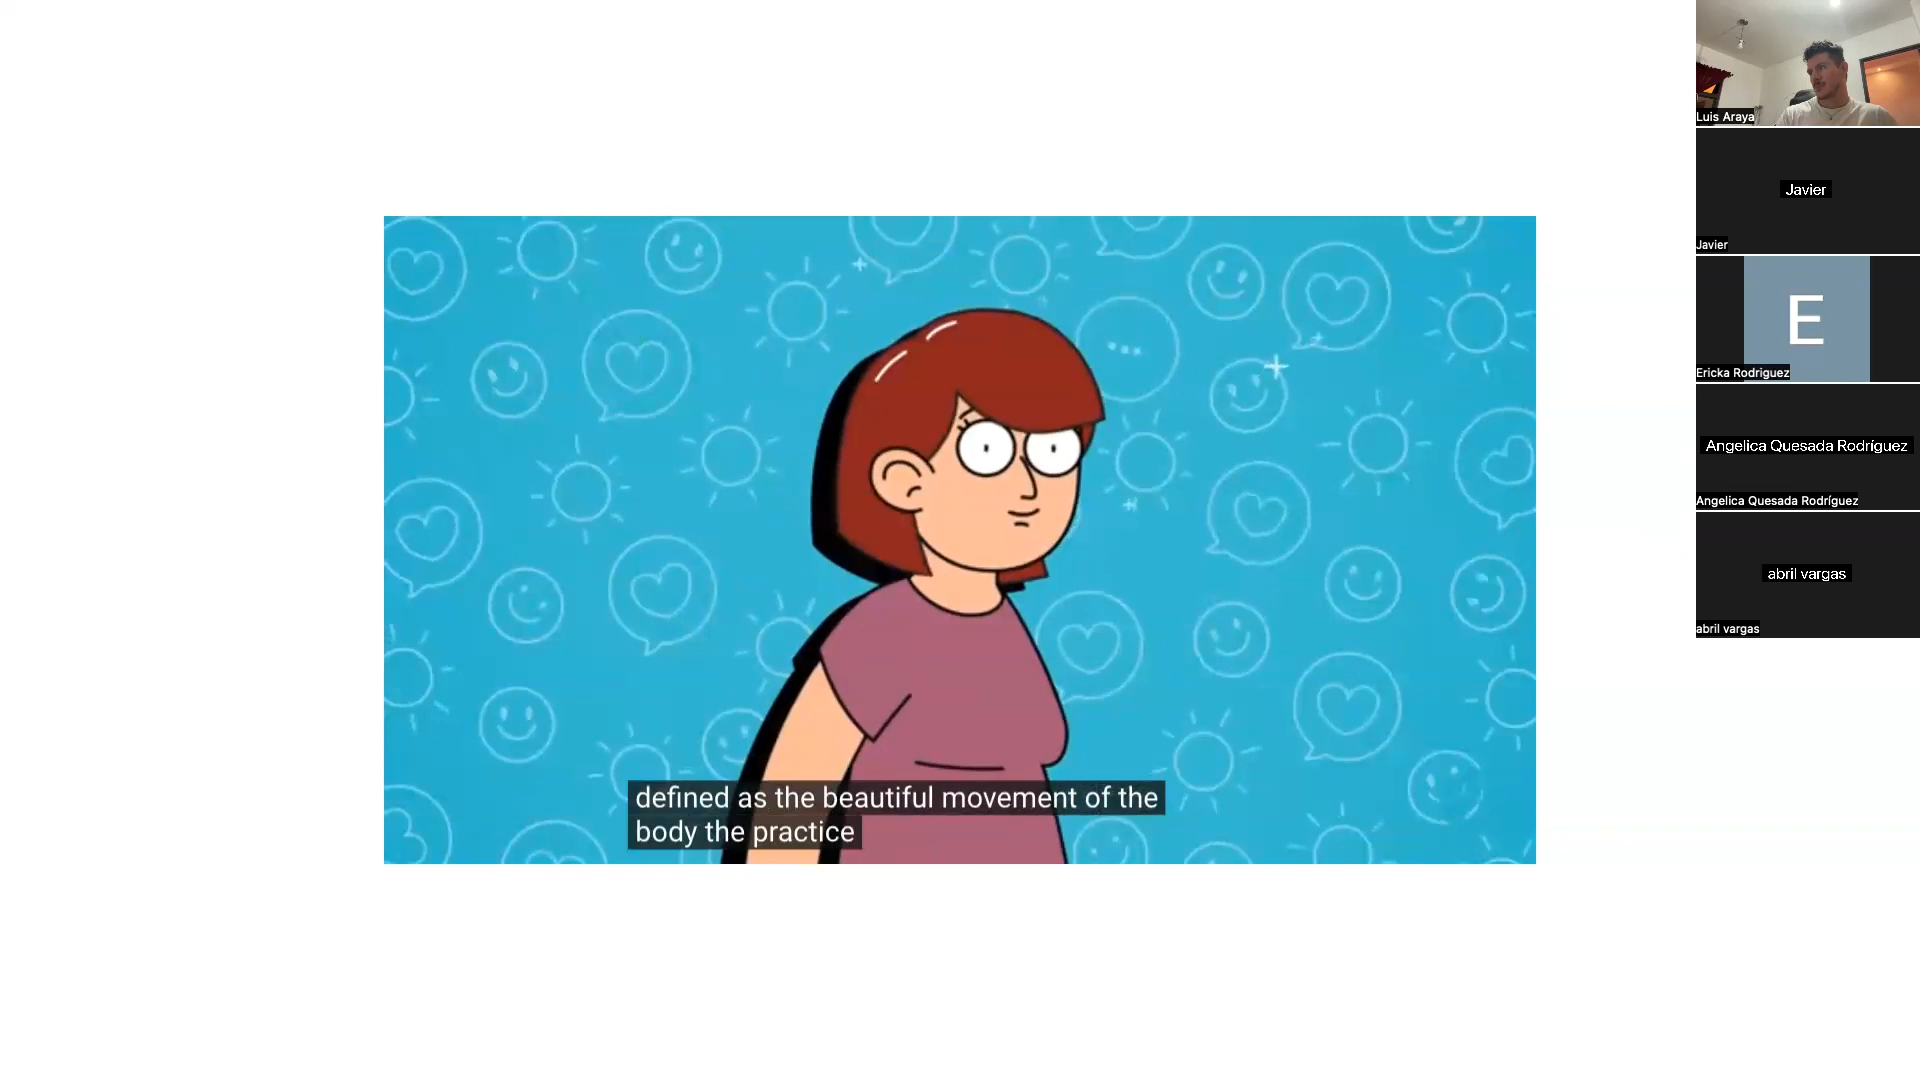 defined as the beautiful movement of the
body the practice
Luis Araya
Javier
Javier
E
Ericka Rodriguez
Angelica Quesada Rodríguez
Angelica Quesada Rodríguez
abril vargas
abril vargas